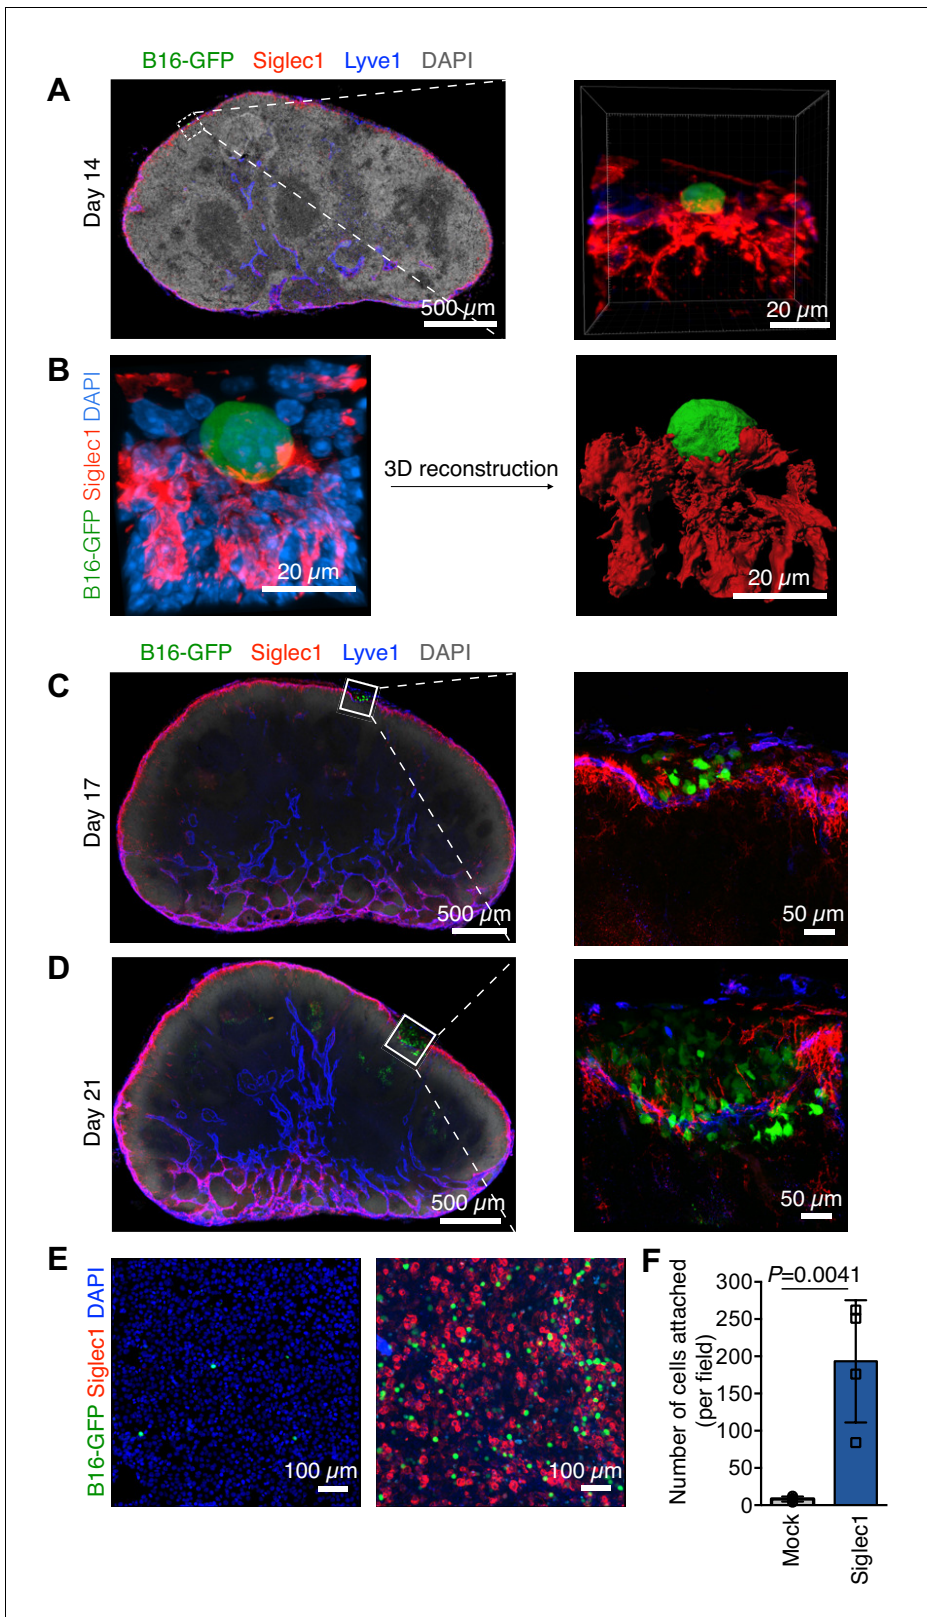 B16-GFP Siglec1 Lyve1 DAPI
A
Day 14
500 µm
20 µm
B
B16-GFP Siglec1 DAPI
20 µm
3D reconstruction
20 µm
B16-GFP Siglec1 Lyve1 DAPI
C
Day 17
500 µm
50 µm
D
Day 21
500 µm
50 µm
E
B16-GFP Siglec1 DAPI
100 µm
100 µm
F
P=0.0041
Number of cells attached
(per field)
300
250
200
150
100
50
0
Mock
Siglec1